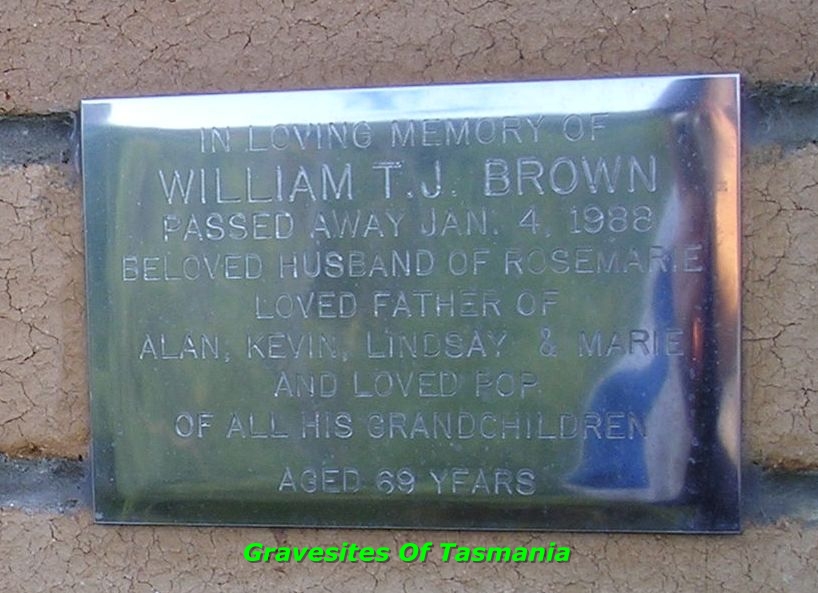 IN LOVING MEMORY OF
WILLIAM T.J. BROWN
PASSED AWAY JAN. 4, 1988
BELOVED HUSBAND OF ROSEMARIE
LOVED FATHER OF
ALAN, KEVIN, LINDSAY & MARIE
AND LOVED POP
OF ALL HIS GRANDCHILDREN
AGED 69 YEARS
Gravesites Of Tasmania